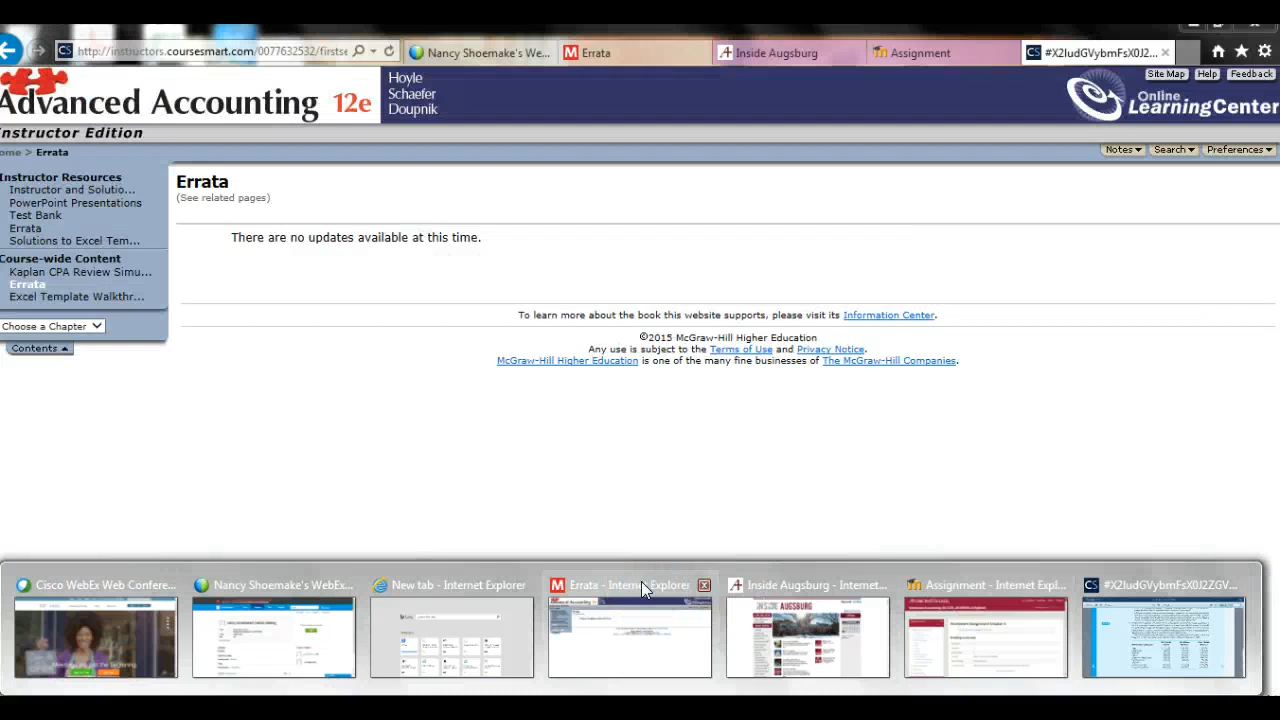 CS http://instructors.coursesmart.com/0077632532/firstse
Nancy Shoemake's We...
Errata
Inside Augsburg
Assignment
#X2IudGVybmFsX0J2...
Advanced Accounting 12e
Hoyle
Schaefer
Doupnik
Site Map
Help
Feedback
Online
LearningCenter
Instructor Edition
ome > Errata
Notes
Search
Preferences
Instructor Resources
Instructor and Solutio...
PowerPoint Presentations
Test Bank
Errata
Solutions to Excel Tem...
Course-wide Content
Kaplan CPA Review Simu...
Errata
Excel Template Walkthr...
Choose a Chapter
Contents
Errata
(See related pages)
There are no updates available at this time.
To learn more about the book this website supports, please visit its Information Center.
©2015 McGraw-Hill Higher Education
Any use is subject to the Terms of Use and Privacy Notice.
McGraw-Hill Higher Education is one of the many fine businesses of The McGraw-Hill Companies.
Cisco WebEx Web Confere...
Nancy Shoemake's WebEx...
New tab - Internet Explorer
Errata - Internet Explorer
Inside Augsburg - Internet...
Assignment - Internet Expl...
#X2IudGVybmFsX0J2ZGV...
INSIDE AUGSBURG